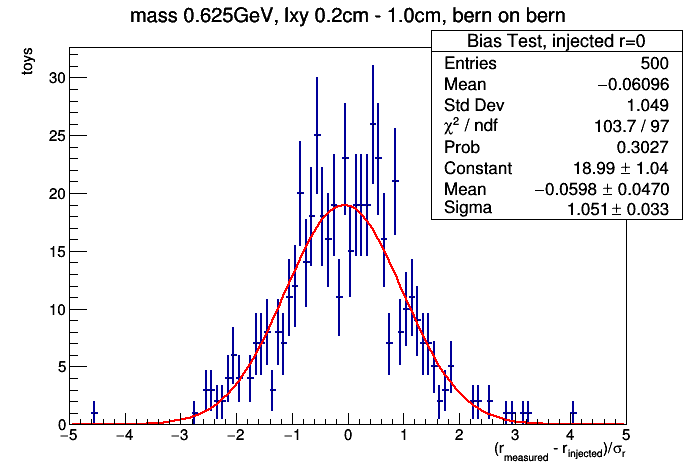 mass 0.625GeV, lxy 0.2cm - 1.0cm, bern on bern
Bias Test, injected r=0
Entries 500
Mean −0.06096
Std Dev 1.049
χ² / ndf 103.7 / 97
Prob 0.3027
Constant 18.99 ± 1.04
Mean −0.0598 ± 0.0470
Sigma 1.051 ± 0.033
toys
30
25
20
15
10
5
0
−5 −4 −3 −2 −1 0 1 2 3 4 5
(r_measured - r_injected)/σ_r